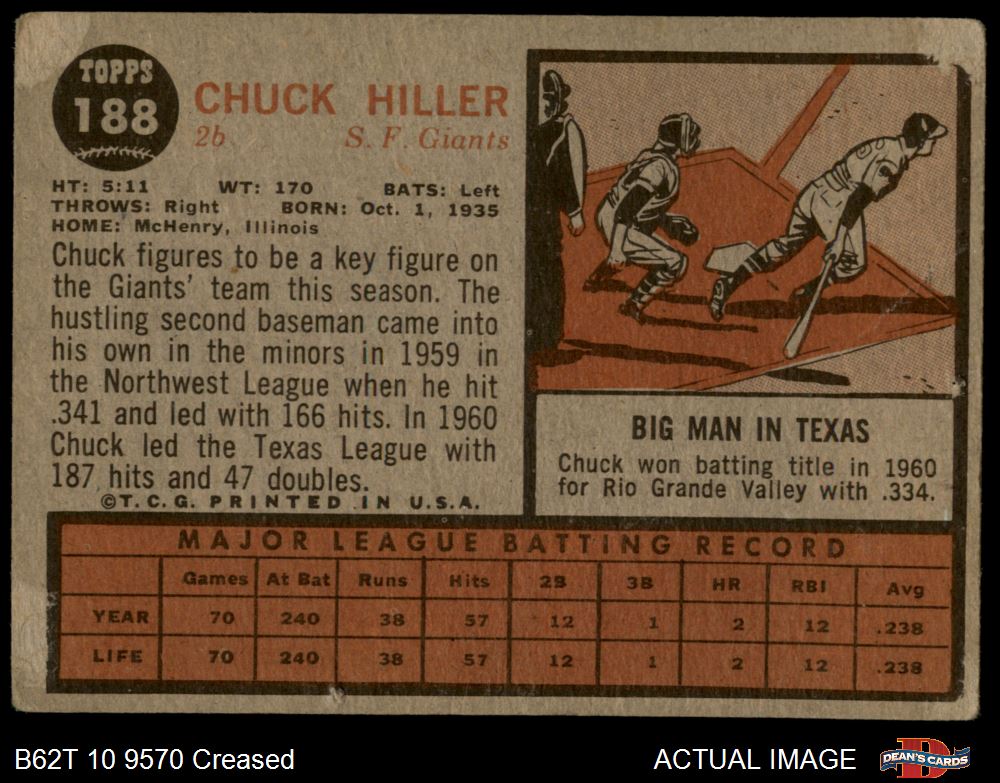 TOPPS
188
CHUCK HILLER
2b S. F. Giants
HT: 5:11 WT: 170 BATS: Left
THROWS: Right BORN: Oct. 1, 1935
HOME: McHenry, Illinois
Chuck figures to be a key figure on
the Giants' team this season. The
hustling second baseman came into
his own in the minors in 1959 in
the Northwest League when he hit
.341 and led with 166 hits. In 1960
Chuck led the Texas League with
187 hits and 47 doubles.
©T.C.G. PRINTED IN U.S.A.
BIG MAN IN TEXAS
Chuck won batting title in 1960
for Rio Grande Valley with .334.
MAJOR LEAGUE BATTING RECORD
Games At Bat Runs Hits 2B 3B HR RBI Avg
YEAR 70 240 38 57 12 1 2 12 .238
LIFE 70 240 38 57 12 1 2 12 .238
B62T 10 9570 Creased
ACTUAL IMAGE
D
DEAN'S CARDS